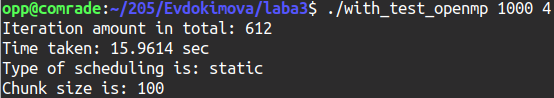 opp@comrade:~/205/Evdokimova/laba3$ ./with_test_openmp 1000 4
Iteration amount in total: 612
Time taken: 15.9614 sec
Type of scheduling is: static
Chunk size is: 100